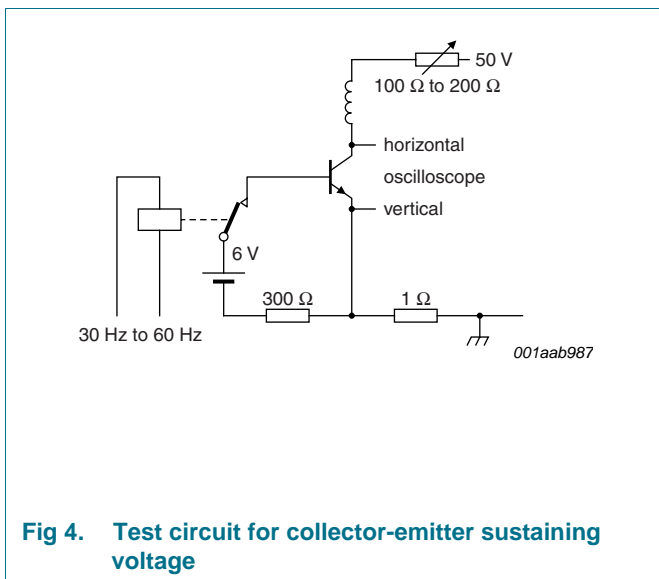 50 V
100 Ω to 200 Ω
horizontal
oscilloscope
vertical
6 V
300 Ω
1 Ω
30 Hz to 60 Hz
001aab987
Fig 4. Test circuit for collector-emitter sustaining
voltage